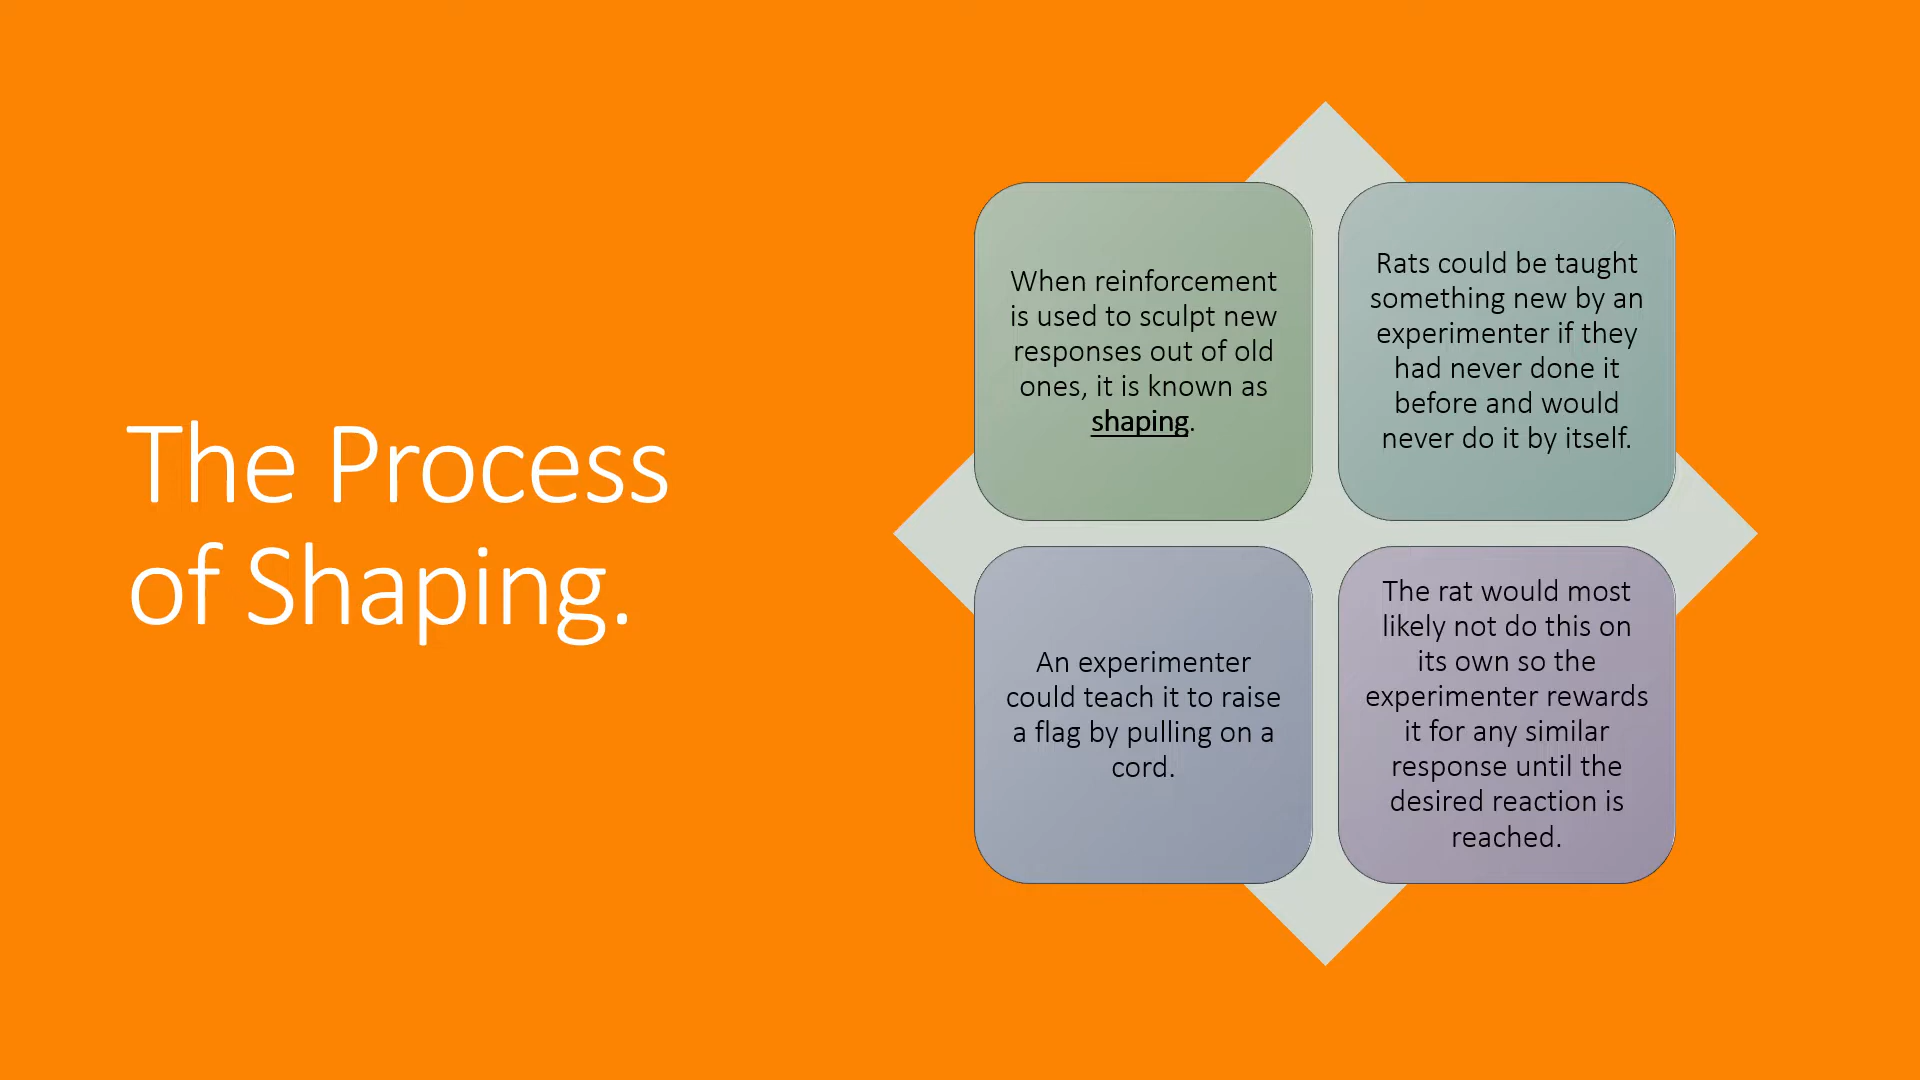 The Process
of Shaping.
When reinforcement
is used to sculpt new
responses out of old
ones, it is known as
shaping.
Rats could be taught
something new by an
experimenter if they
had never done it
before and would
never do it by itself.
An experimenter
could teach it to raise
a flag by pulling on a
cord.
The rat would most
likely not do this on
its own so the
experimenter rewards
it for any similar
response until the
desired reaction is
reached.